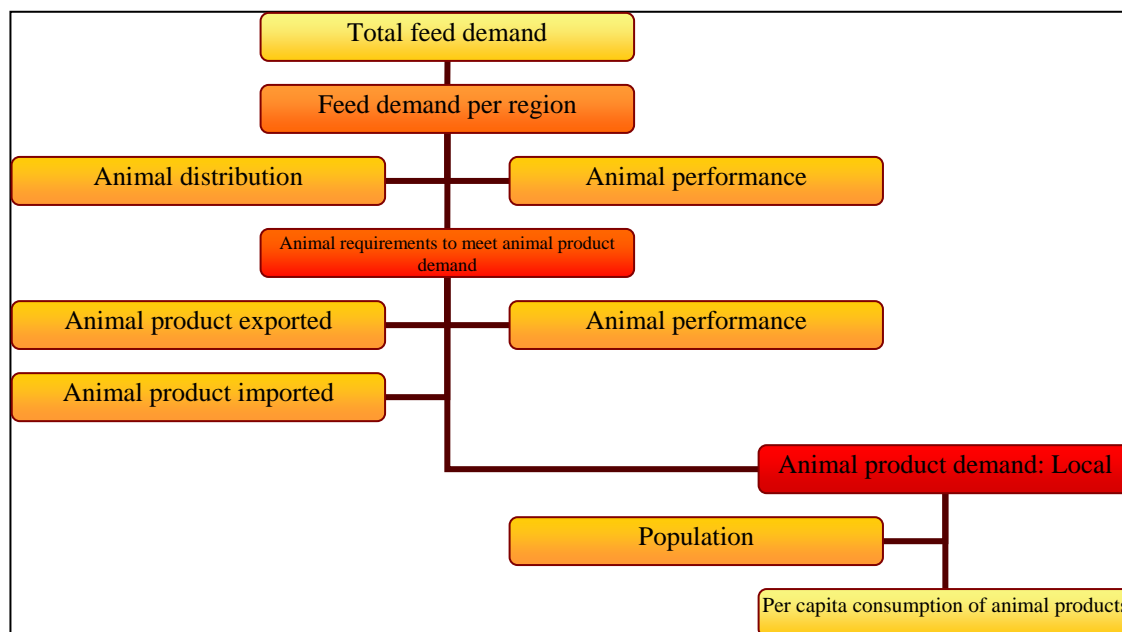 Total feed demand
Feed demand per region
Animal distribution
Animal performance
Animal requirements to meet animal product
demand
Animal product exported
Animal performance
Animal product imported
Animal product demand: Local
Population
Per capita consumption of animal products